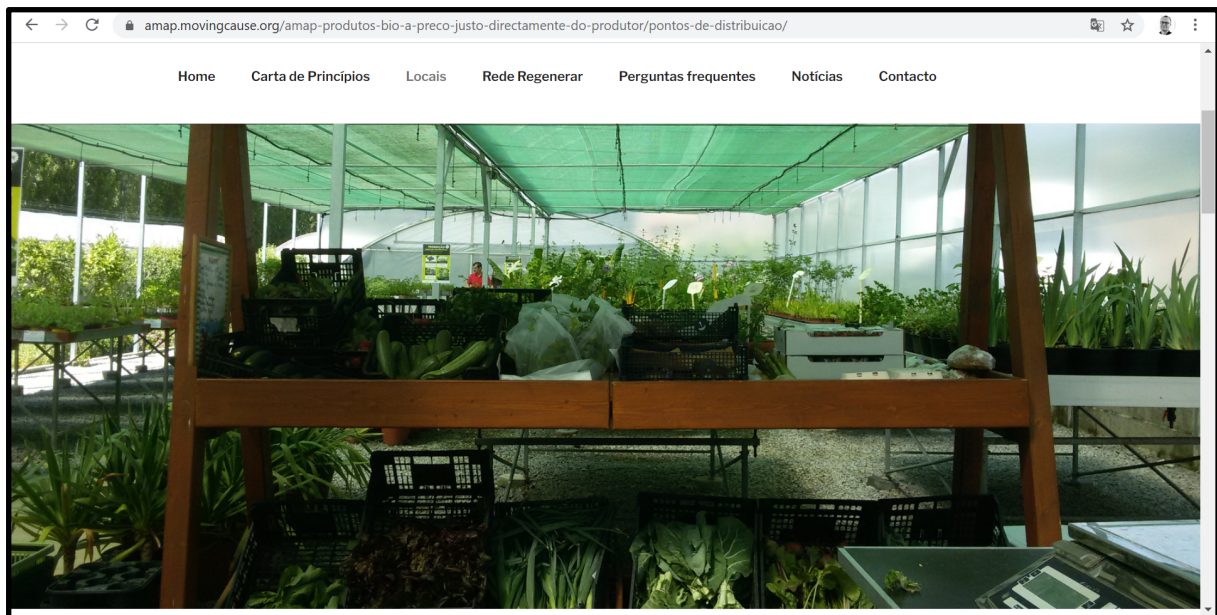 amap.movingcause.org/amap-produtos-bio-a-preco-justo-directamente-do-produtor/pontos-de-distribuicao/
Home Carta de Princípios Locais Rede Regenerar Perguntas frequentes Notícias Contacto